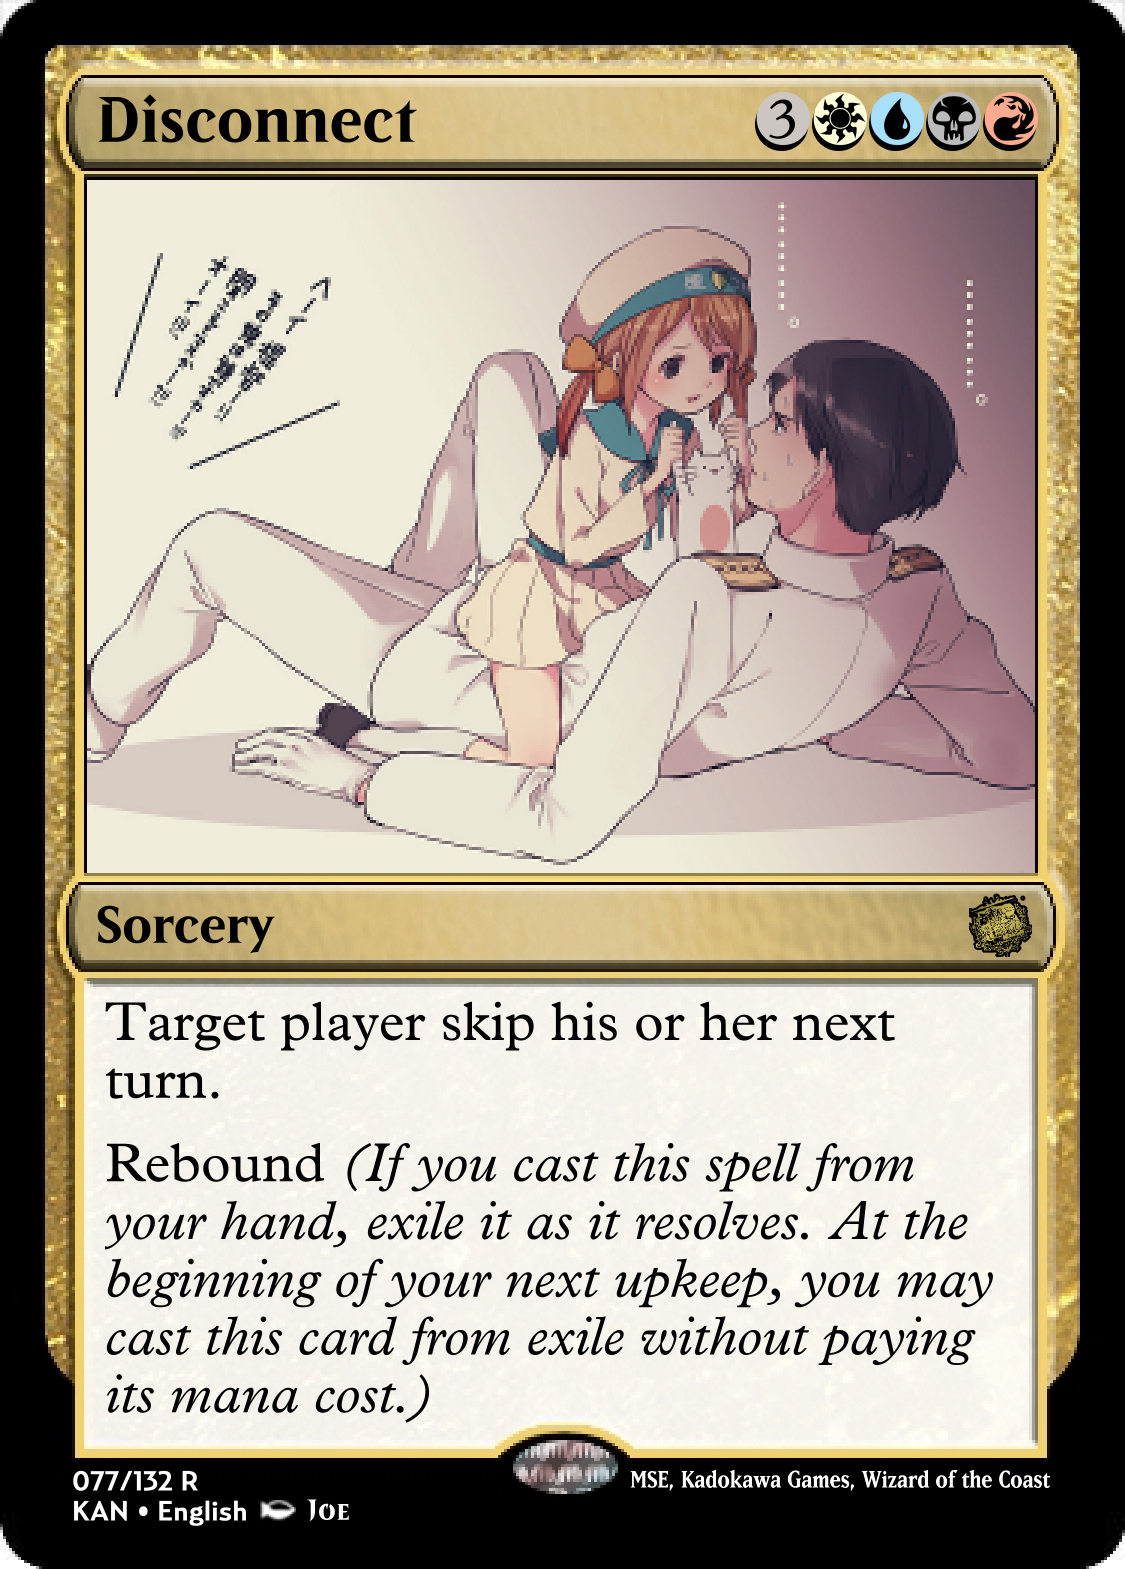 Disconnect
3
Sorcery
Target player skip his or her next
turn.
Rebound (If you cast this spell from
your hand, exile it as it resolves. At the
beginning of your next upkeep, you may
cast this card from exile without paying
its mana cost.)
077/132 R
MSE, Kadokawa Games, Wizard of the Coast
KAN • English JOE